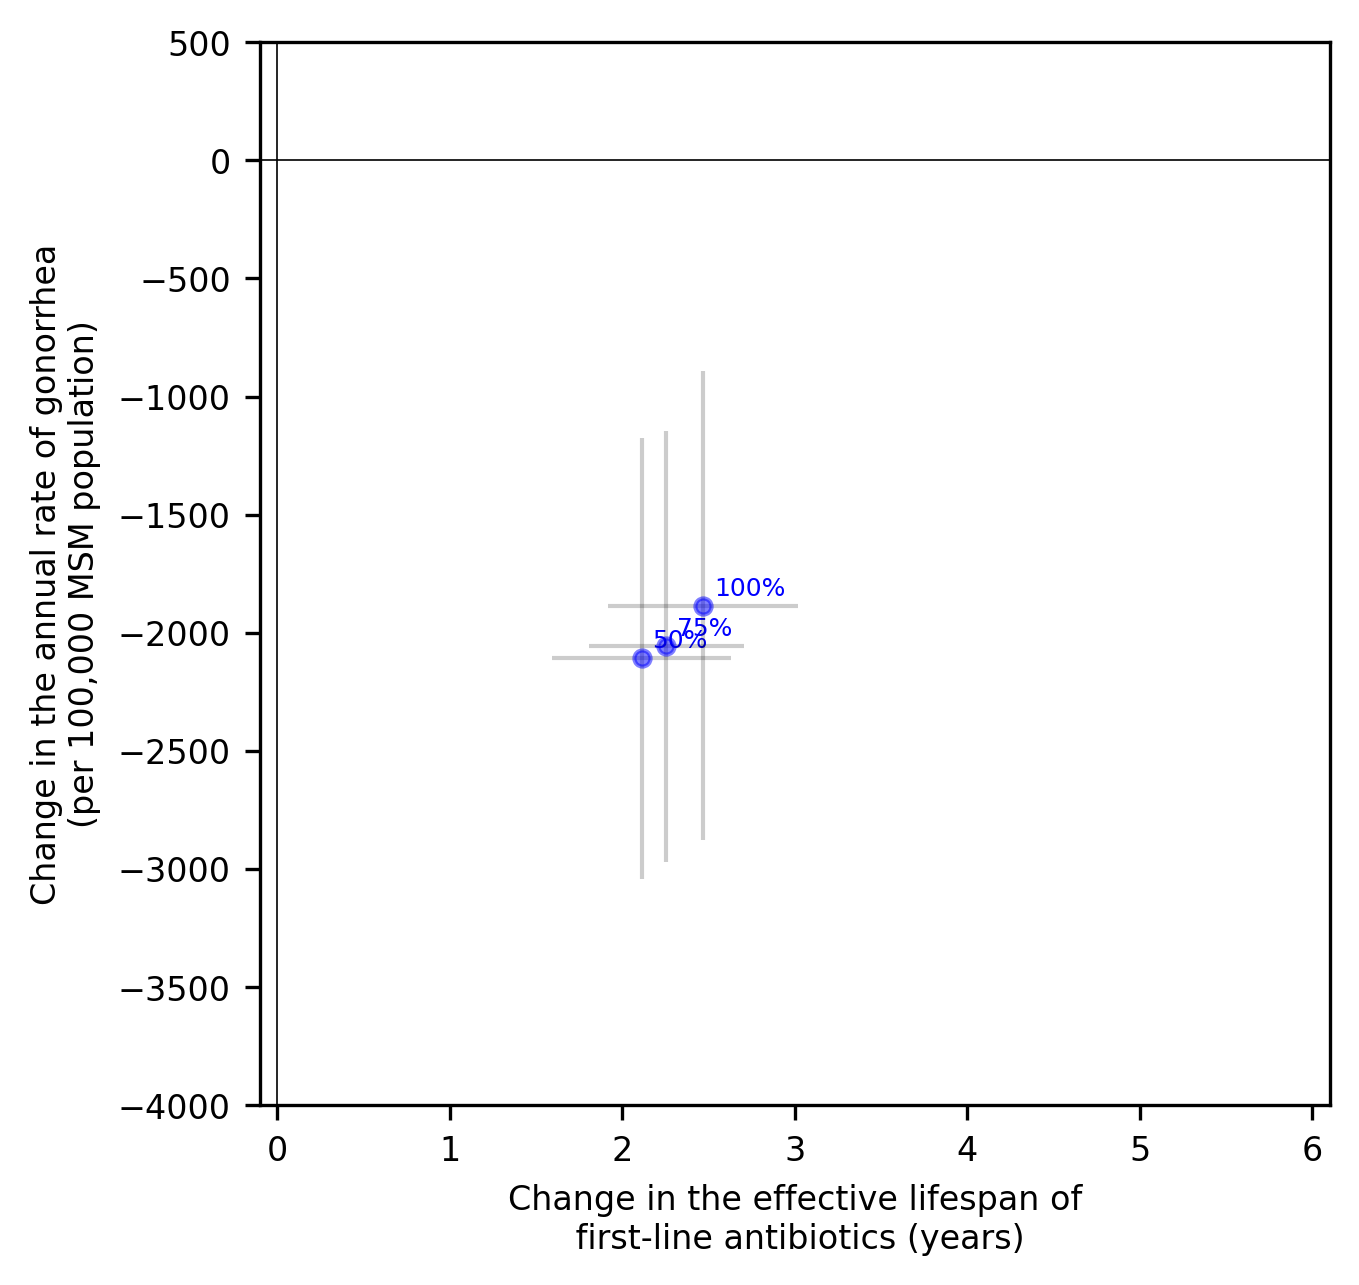 500
0
−500
−1000
−1500
−2000
−2500
−3000
−3500
−4000
Change in the annual rate of gonorrhea
(per 100,000 MSM population)
100%
75%
50%
0 1 2 3 4 5 6
Change in the effective lifespan of
first-line antibiotics (years)